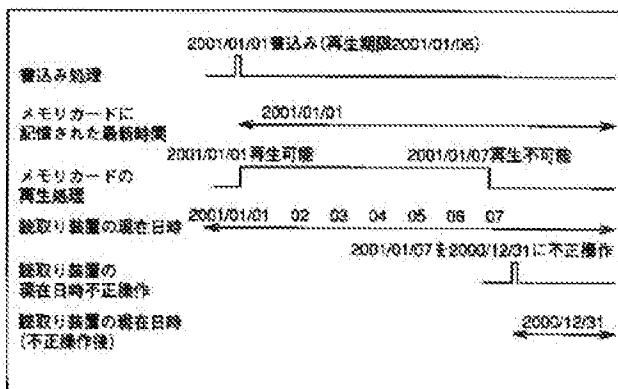 2001/01/01書込み(再生期限2001/01/06)
書込み処理
メモリカードに
記憶された最新時間
2001/01/01
2001/01/01再生可能
2001/01/07再生不可能
メモリカードの
再生処理
読取り装置の現在日時
2001/01/01 02 03 04 05 06 07
2001/01/07を2000/12/31に不正操作
読取り装置の
現在日時不正操作
読取り装置の現在日時
(不正操作後)
2000/12/31